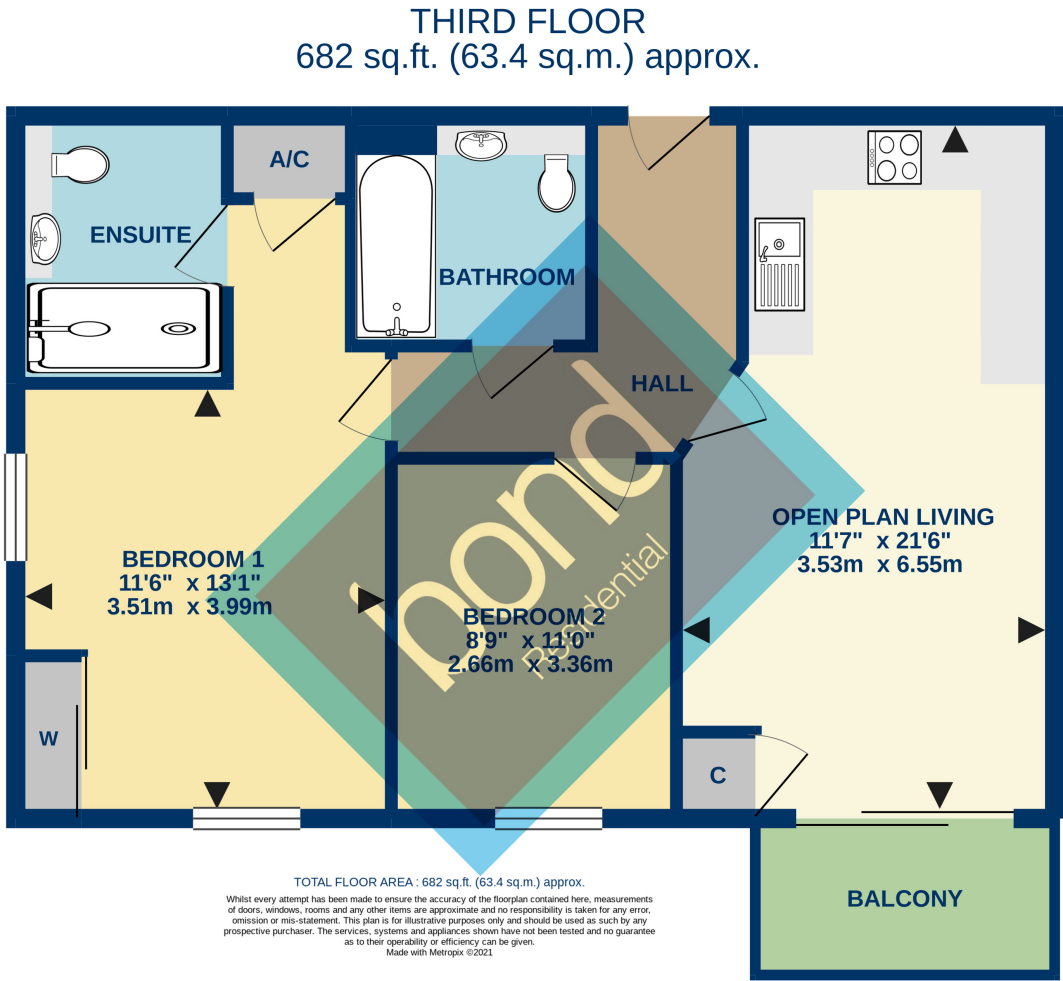 THIRD FLOOR
682 sq.ft. (63.4 sq.m.) approx.
A/C
ENSUITE
BATHROOM
HALL
OPEN PLAN LIVING
11'7" x 21'6"
3.53m x 6.55m
BEDROOM 1
11'6" x 13'1"
3.51m x 3.99m
bond
Residential
BEDROOM 2
8'9" x 11'0"
2.66m x 3.36m
W
C
BALCONY
TOTAL FLOOR AREA : 682 sq.ft. (63.4 sq.m.) approx.
Whilst every attempt has been made to ensure the accuracy of the floorplan contained here, measurements
of doors, windows, rooms and any other items are approximate and no responsibility is taken for any error,
omission or mis-statement. This plan is for illustrative purposes only and should be used as such by any
prospective purchaser. The services, systems and appliances shown have not been tested and no guarantee
as to their operability or efficiency can be given.
Made with Metropix ©2021